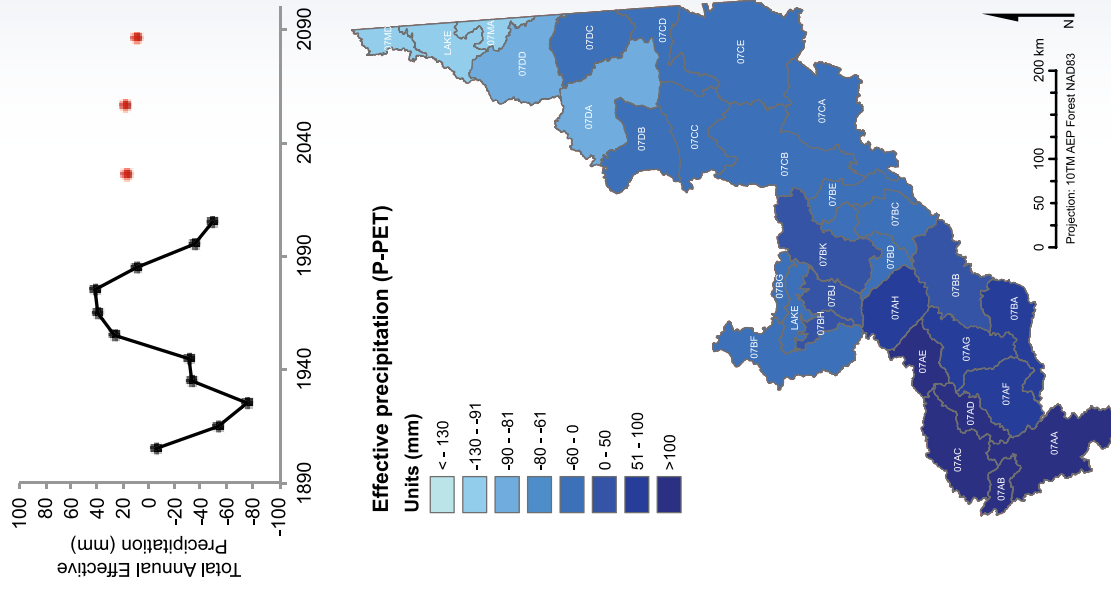 Total Annual Effective
Precipitation (mm)
100
80
60
40
20
0
-20
-40
-60
-80
-100
1890
1940
1990
2040
2090
Effective precipitation (P-PET)
Units (mm)
< - 130
-130 - -91
-90 - -81
-80 - -61
-60 - 0
0 - 50
51 - 100
>100
LAKE
07MA
07DD
07DC
07CD
07CE
07DA
07DB
07CC
07CB
07CA
07BE
07BC
07BD
07BK
07BG
LAKE
07BJ
07BH
07BF
07AH
07BB
07BA
07AE
07AG
07AF
07AD
07AC
07AB
07AA
0
50
100
200 km
Projection: 10TM AEP Forest NAD83
N